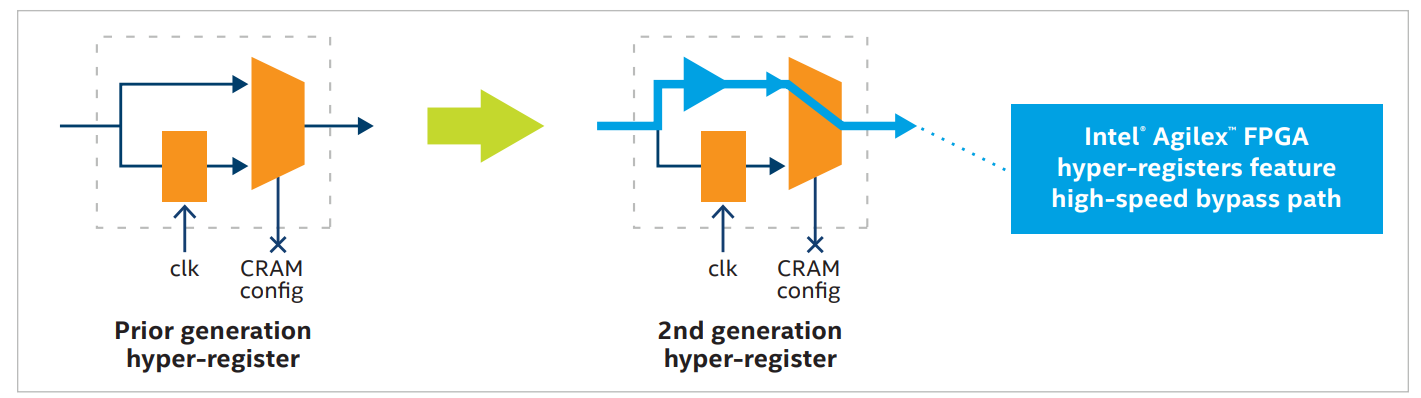 clk
CRAM
config
Prior generation
hyper-register
clk
CRAM
config
2nd generation
hyper-register
Intel® Agilex™ FPGA
hyper-registers feature
high-speed bypass path